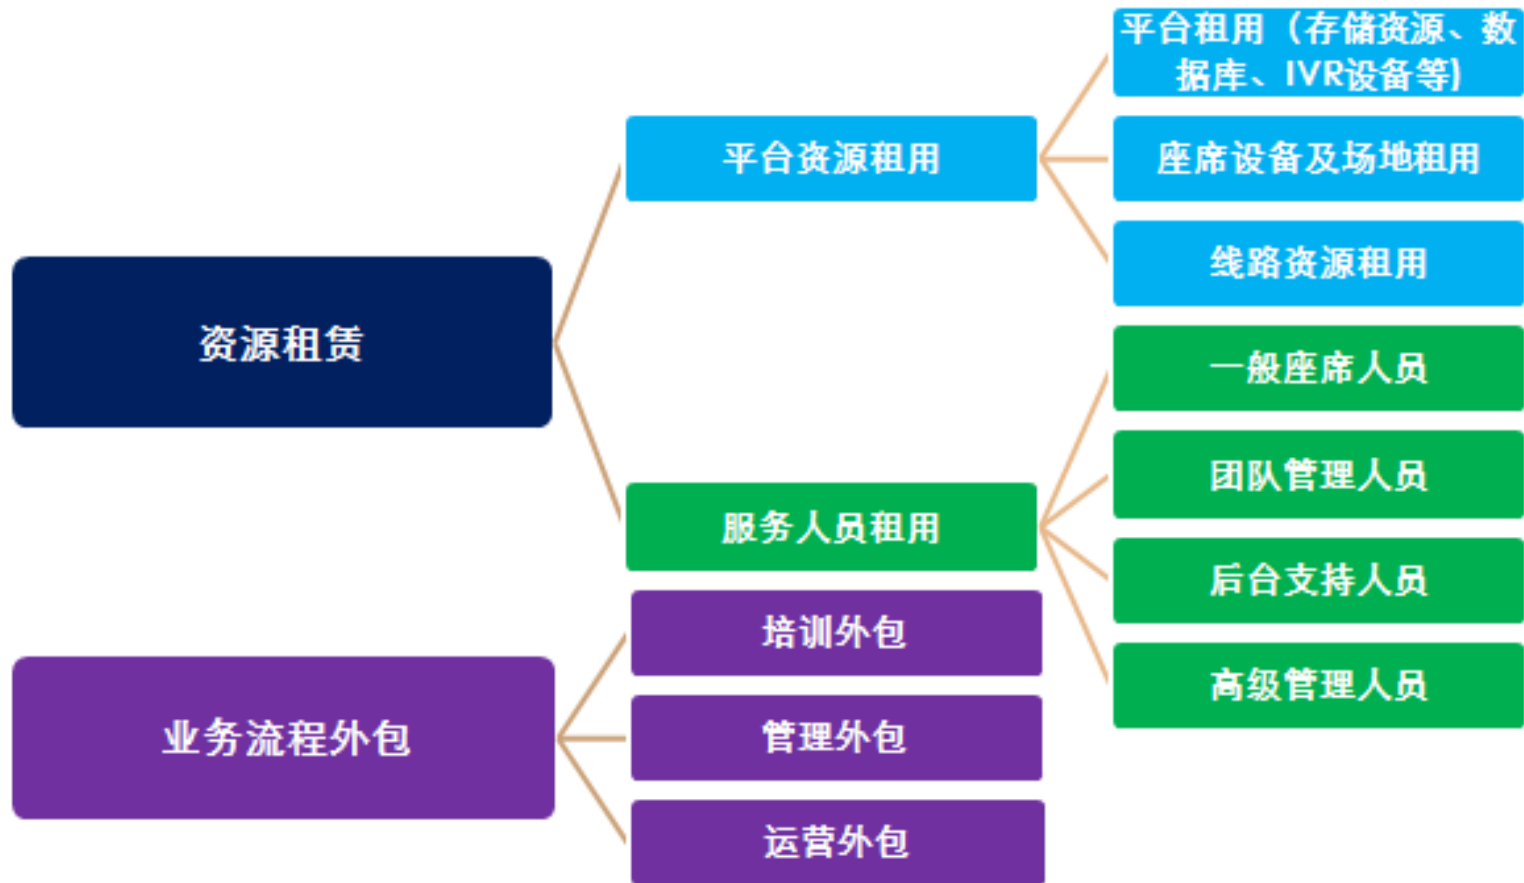 平台租用（存储资源、数
据库、IVR设备等)
平台资源租用
座席设备及场地租用
线路资源租用
资源租赁
一般座席人员
团队管理人员
服务人员租用
后台支持人员
高级管理人员
培训外包
业务流程外包
管理外包
运营外包